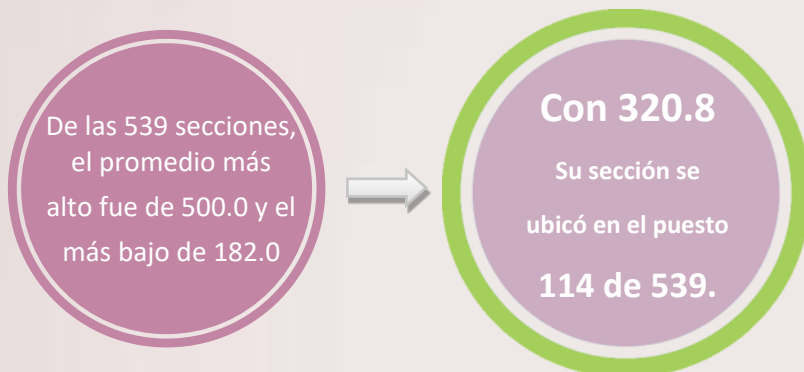 De las 539 secciones,
el promedio más
alto fue de 500.0 y el
más bajo de 182.0
Con 320.8
Su sección se
ubicó en el puesto
114 de 539.